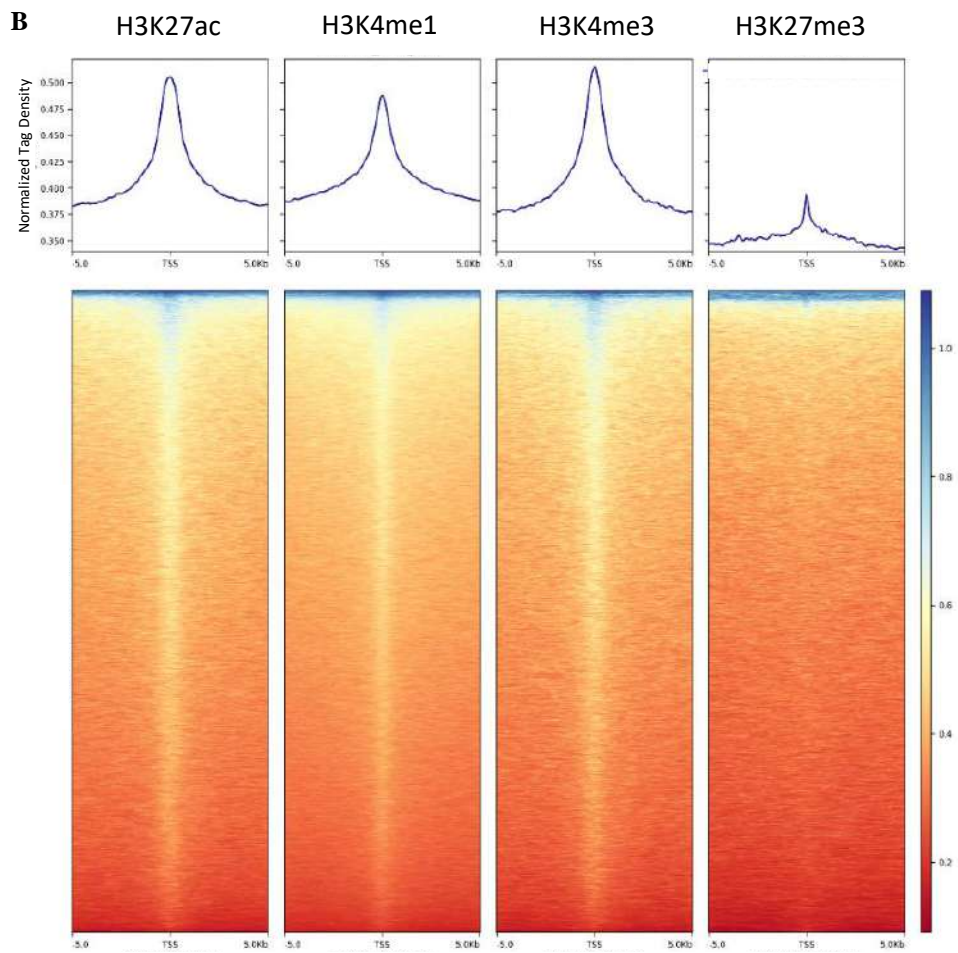 B
H3K27ac H3K4me1 H3K4me3 H3K27me3
Normalized Tag Density
0.500
0.475
0.450
0.425
0.400
0.375
0.350
-5.0 TSS 5.0Kb -5.0 TSS 5.0Kb -5.0 TSS 5.0Kb -5.0 TSS 5.0Kb
1.0
0.8
0.6
0.4
0.2
-5.0 TSS 5.0Kb -5.0 TSS 5.0Kb -5.0 TSS 5.0Kb -5.0 TSS 5.0Kb